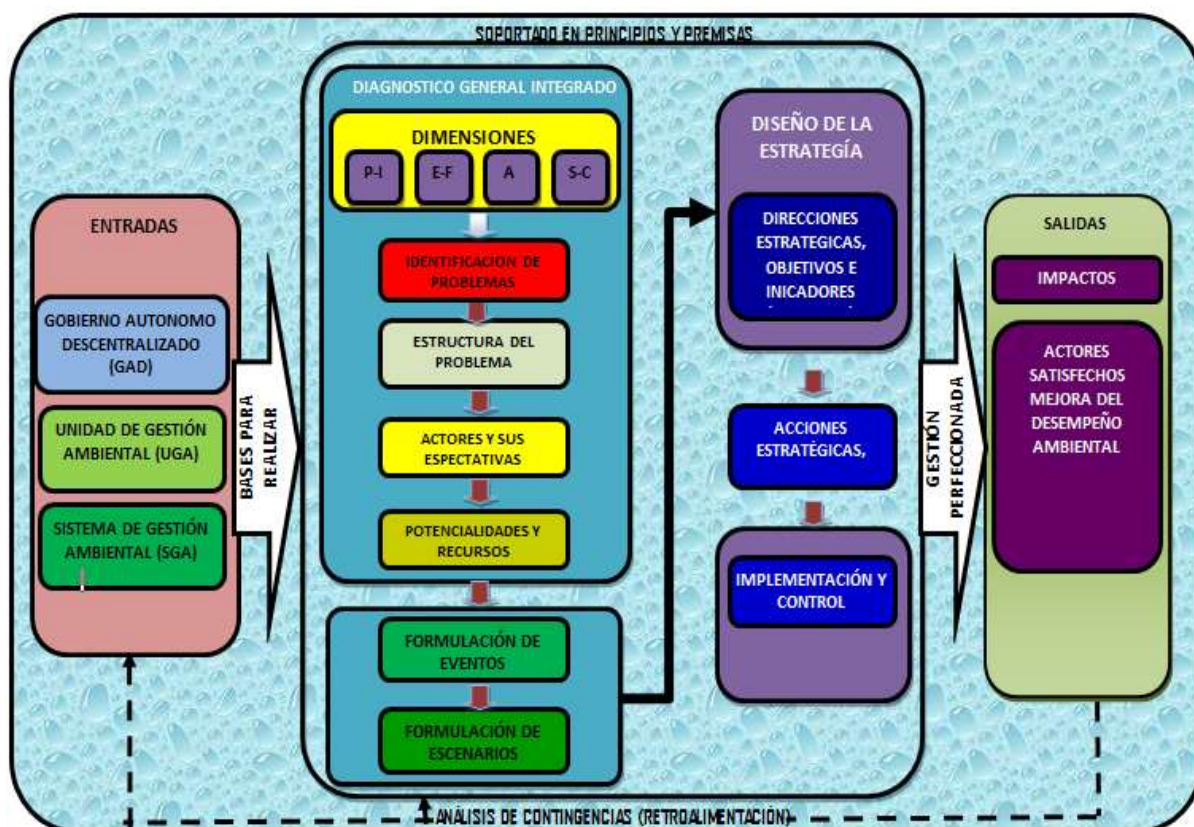 SOPORTADO EN PRINCIPIOS Y PREMISAS
ENTRADAS
GOBIERNO AUTONOMO
DESCENTRALIZADO
(GAD)
UNIDAD DE GESTIÓN
AMBIENTAL (UGA)
SISTEMA DE GESTIÓN
AMBIENTAL (SGA)
BASES PARA
REALIZAR
DIAGNOSTICO GENERAL INTEGRADO
DIMENSIONES
P-I
E-F
A
S-C
IDENTIFICACION DE
PROBLEMAS
ESTRUCTURA DEL
PROBLEMA
ACTORES Y SUS
ESPECTATIVAS
POTENCIALIDADES Y
RECURSOS
FORMULACIÓN DE
EVENTOS
FORMULACIÓN DE
ESCENARIOS
DISEÑO DE LA
ESTRATEGÍA
DIRECCIONES
ESTRATEGICAS,
OBJETIVOS E
INICADORES
ACCIONES
ESTRATÉGICAS,
IMPLEMENTACIÓN Y
CONTROL
GESTIÓN
PERFECCIONADA
SALIDAS
IMPACTOS
ACTORES
SATISFECHOS
MEJORA DEL
DESEMPEÑO
AMBIENTAL
ANÁLISIS DE CONTINGENCIAS (RETROALIMENTACIÓN)